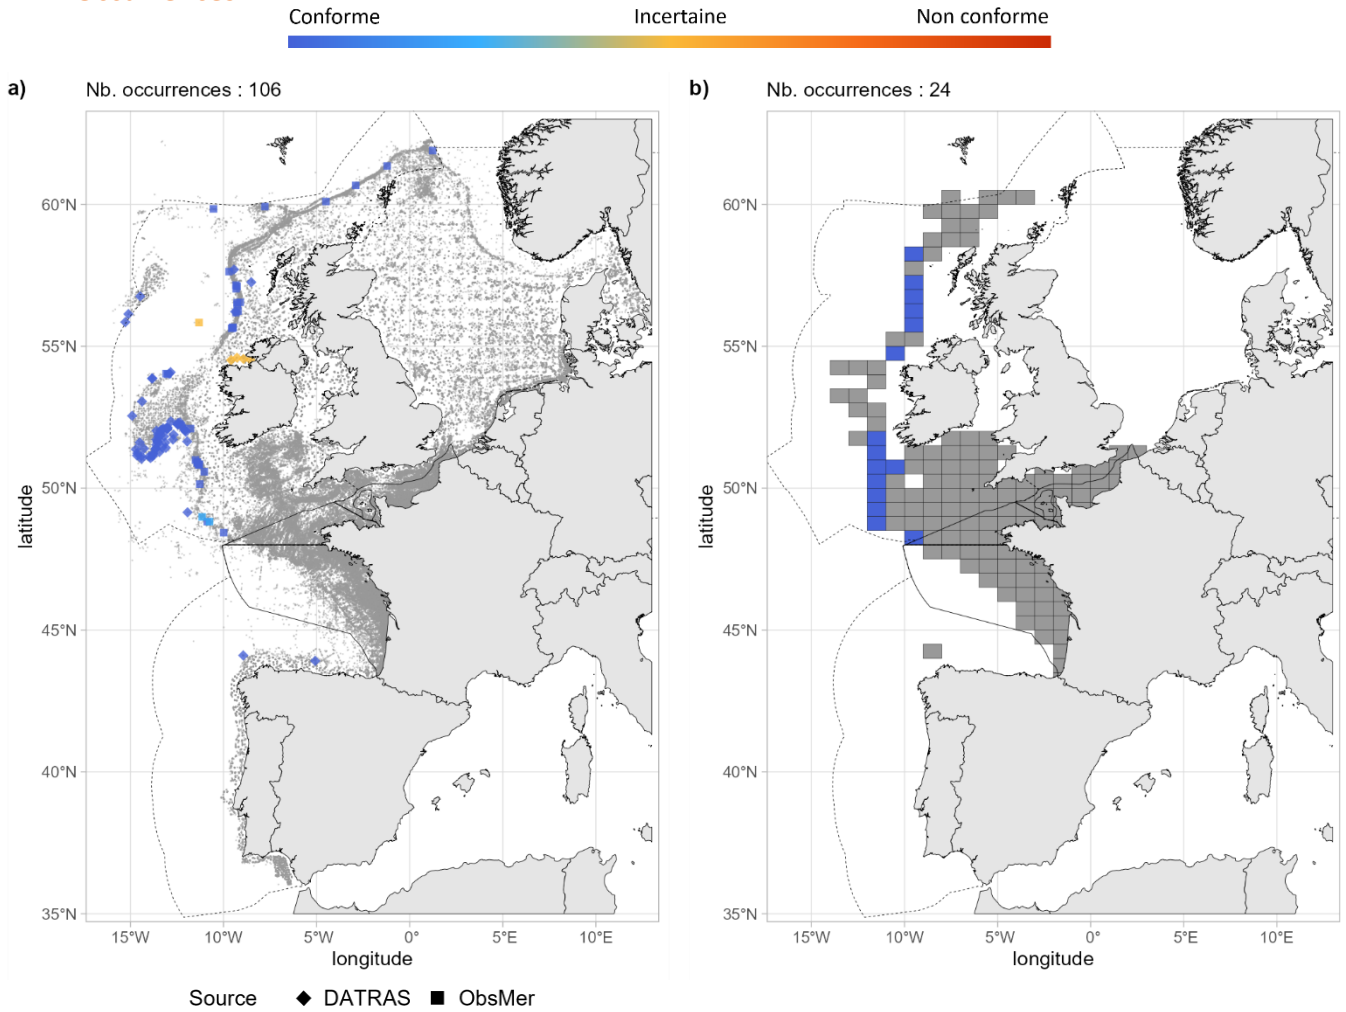 Conforme Incertaine Non conforme
a) Nb. occurrences : 106
b) Nb. occurrences : 24
60°N
55°N
50°N
45°N
40°N
35°N
latitude
15°W 10°W 5°W 0° 5°E 10°E
longitude
60°N
55°N
50°N
45°N
40°N
35°N
latitude
15°W 10°W 5°W 0° 5°E 10°E
longitude
Source DATRAS ObsMer